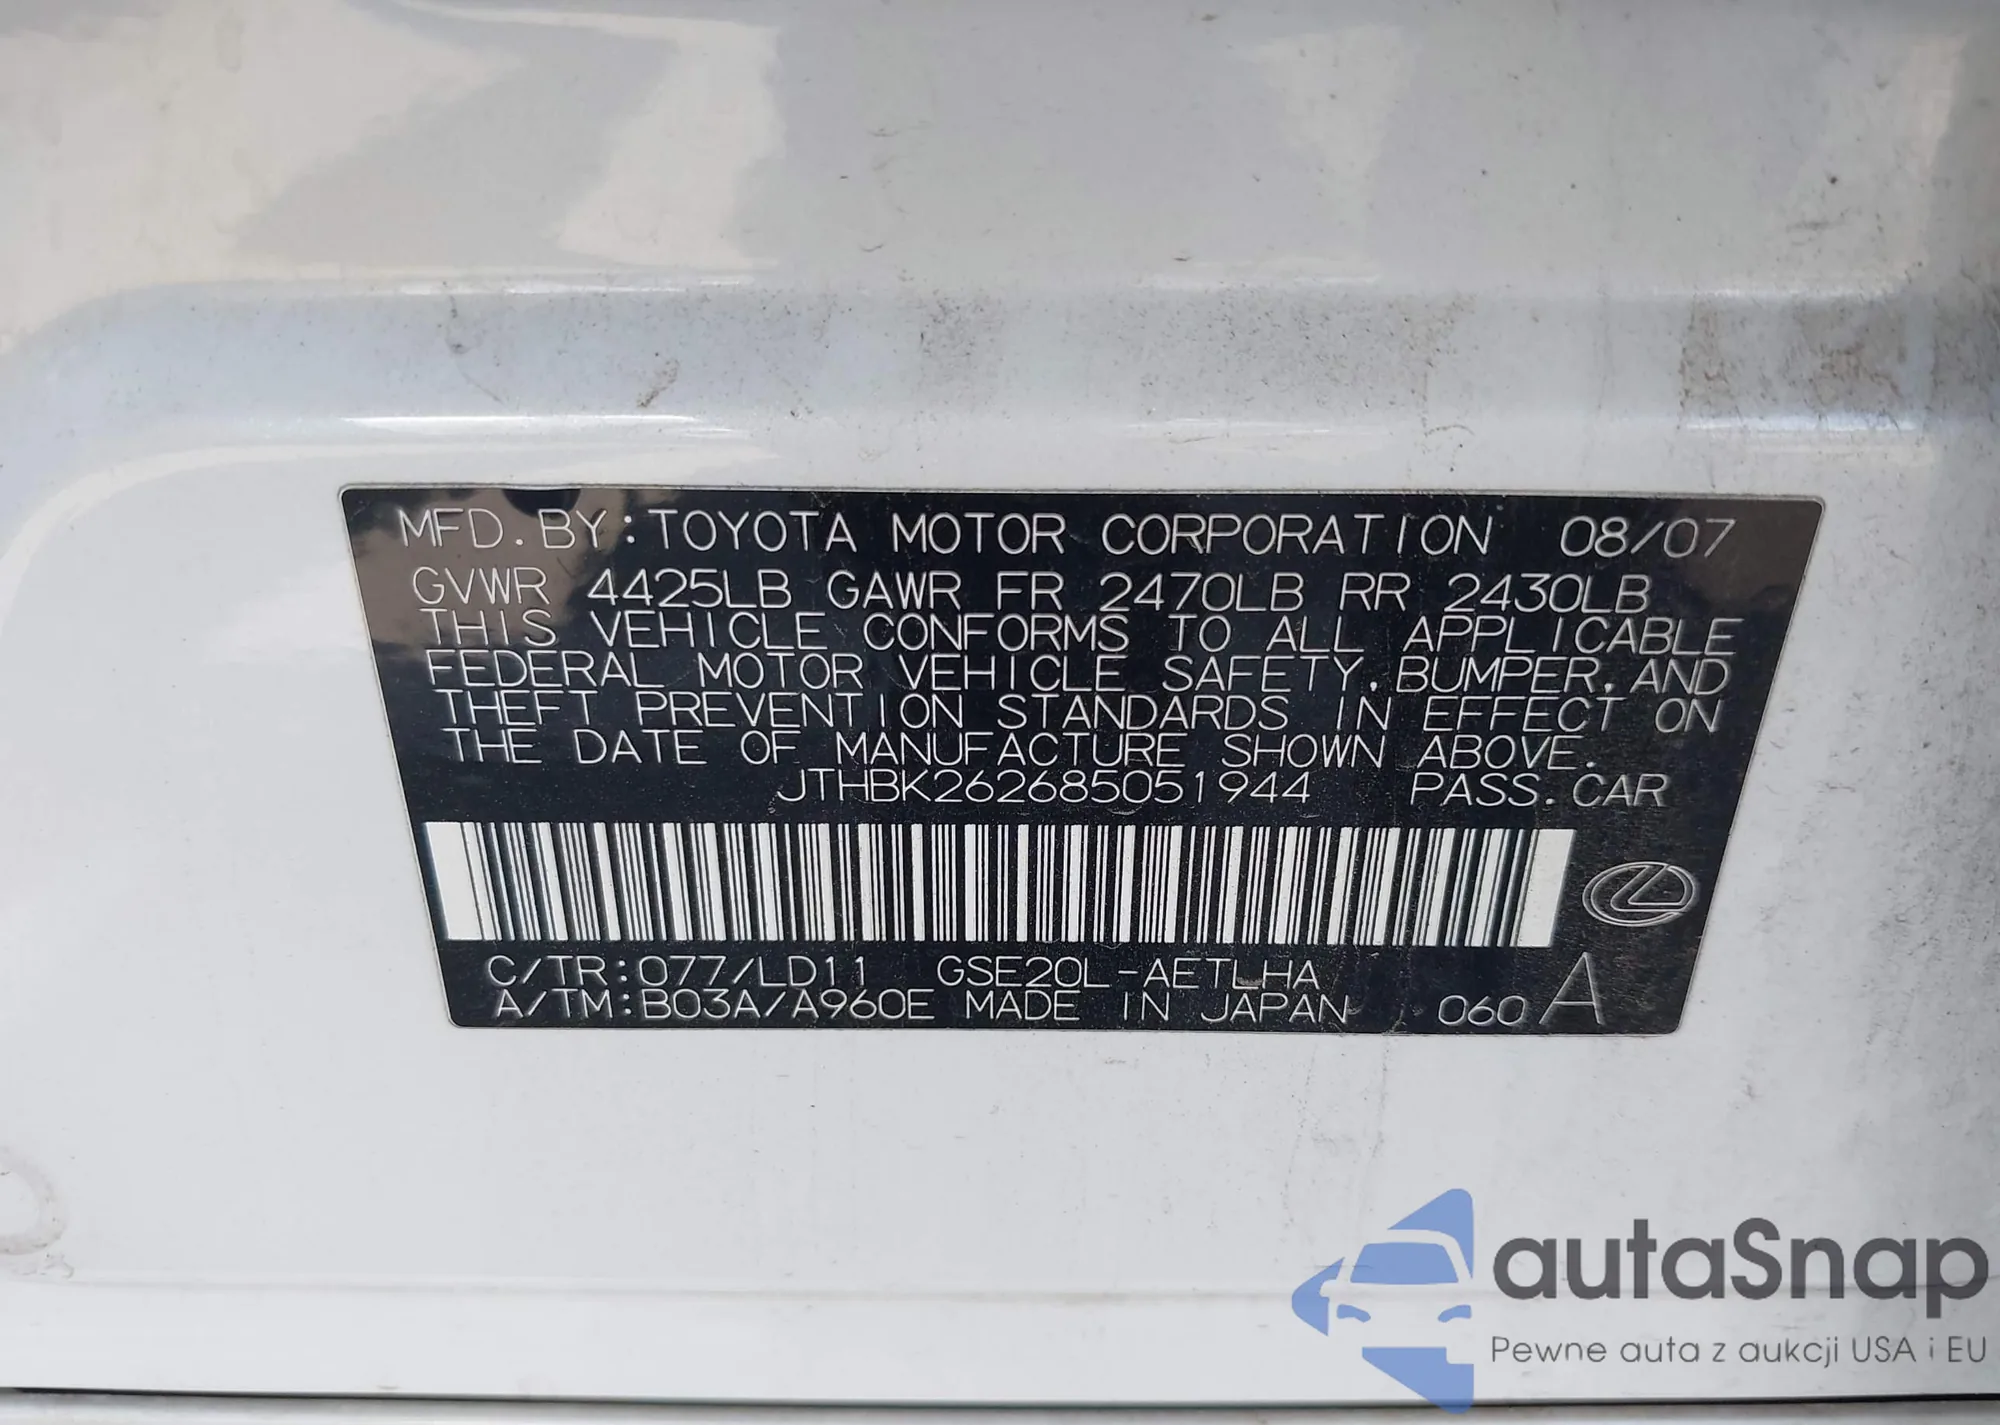 MFD. BY: TOYOTA MOTOR CORPORATION 08/07
GVWR 4425LB GAWR FR 2470LB RR 2430LB
THIS VEHICLE CONFORMS TO ALL APPLICABLE
FEDERAL MOTOR VEHICLE SAFETY, BUMPER, AND
THEFT PREVENTION STANDARDS IN EFFECT ON
THE DATE OF MANUFACTURE SHOWN ABOVE.
JTHBK262685051944 PASS. CAR
C/TR: 077/LD11 GSE20L-AETLHA
A/TM: B03A/A960E MADE IN JAPAN 060 A
autaSnap
Pewne auta z aukcji USA i EU